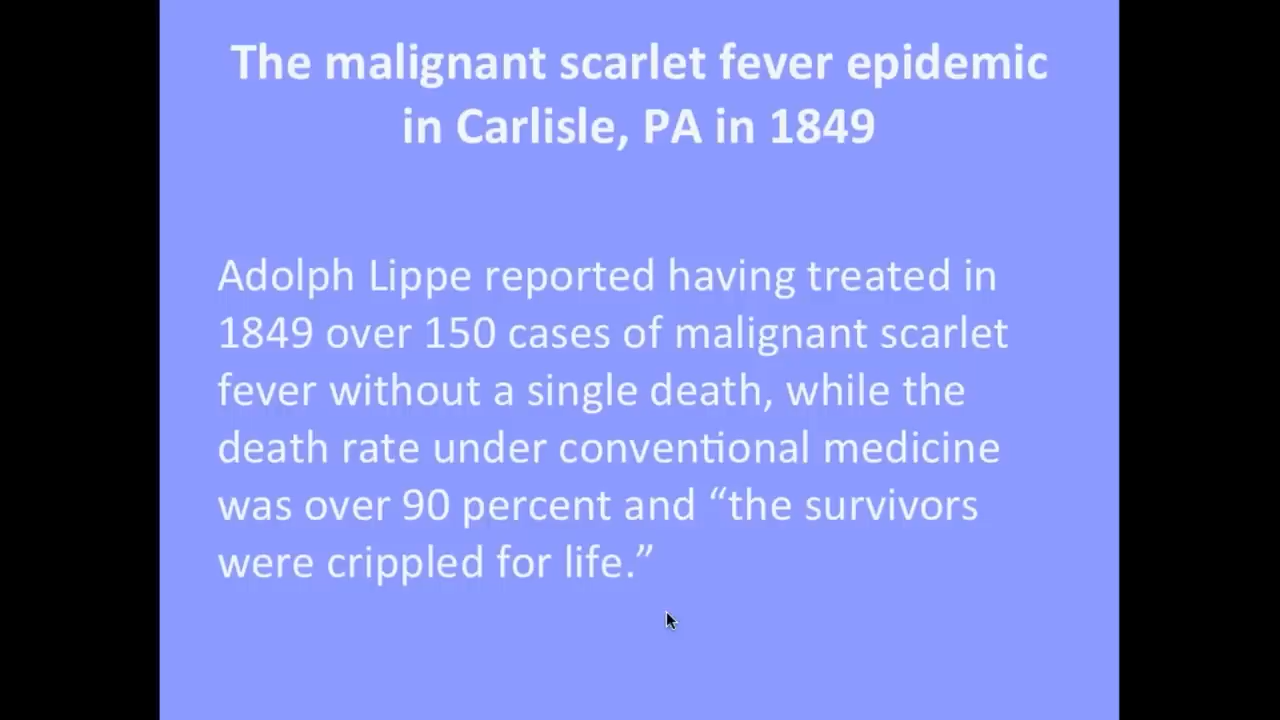 The malignant scarlet fever epidemic
in Carlisle, PA in 1849
Adolph Lippe reported having treated in
1849 over 150 cases of malignant scarlet
fever without a single death, while the
death rate under conventional medicine
was over 90 percent and “the survivors
were crippled for life.”